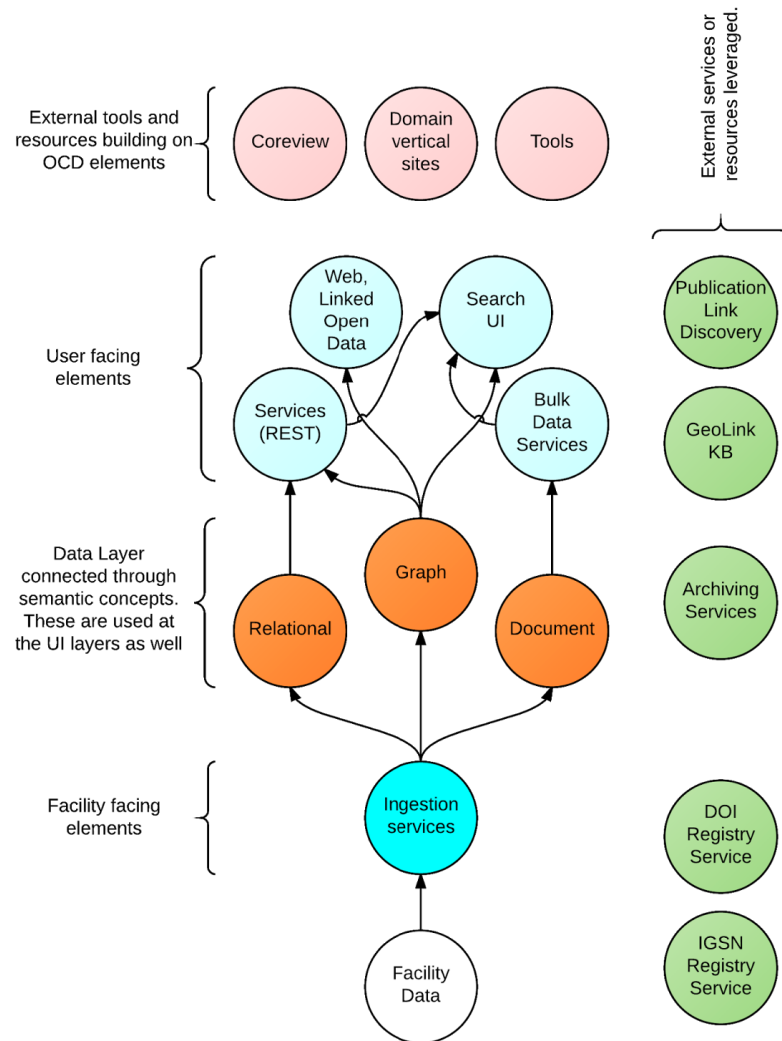 External services or
resources leveraged.
External tools and
resources building on
OCD elements
Coreview
Domain
vertical
sites
Tools
User facing
elements
Web,
Linked
Open
Data
Search
UI
Services
(REST)
Bulk
Data
Services
Publication
Link
Discovery
GeoLink
KB
Data Layer
connected through
semantic concepts.
These are used at
the UI layers as well
Relational
Graph
Document
Archiving
Services
Facility facing
elements
Ingestion
services
DOI
Registry
Service
Facility
Data
IGSN
Registry
Service